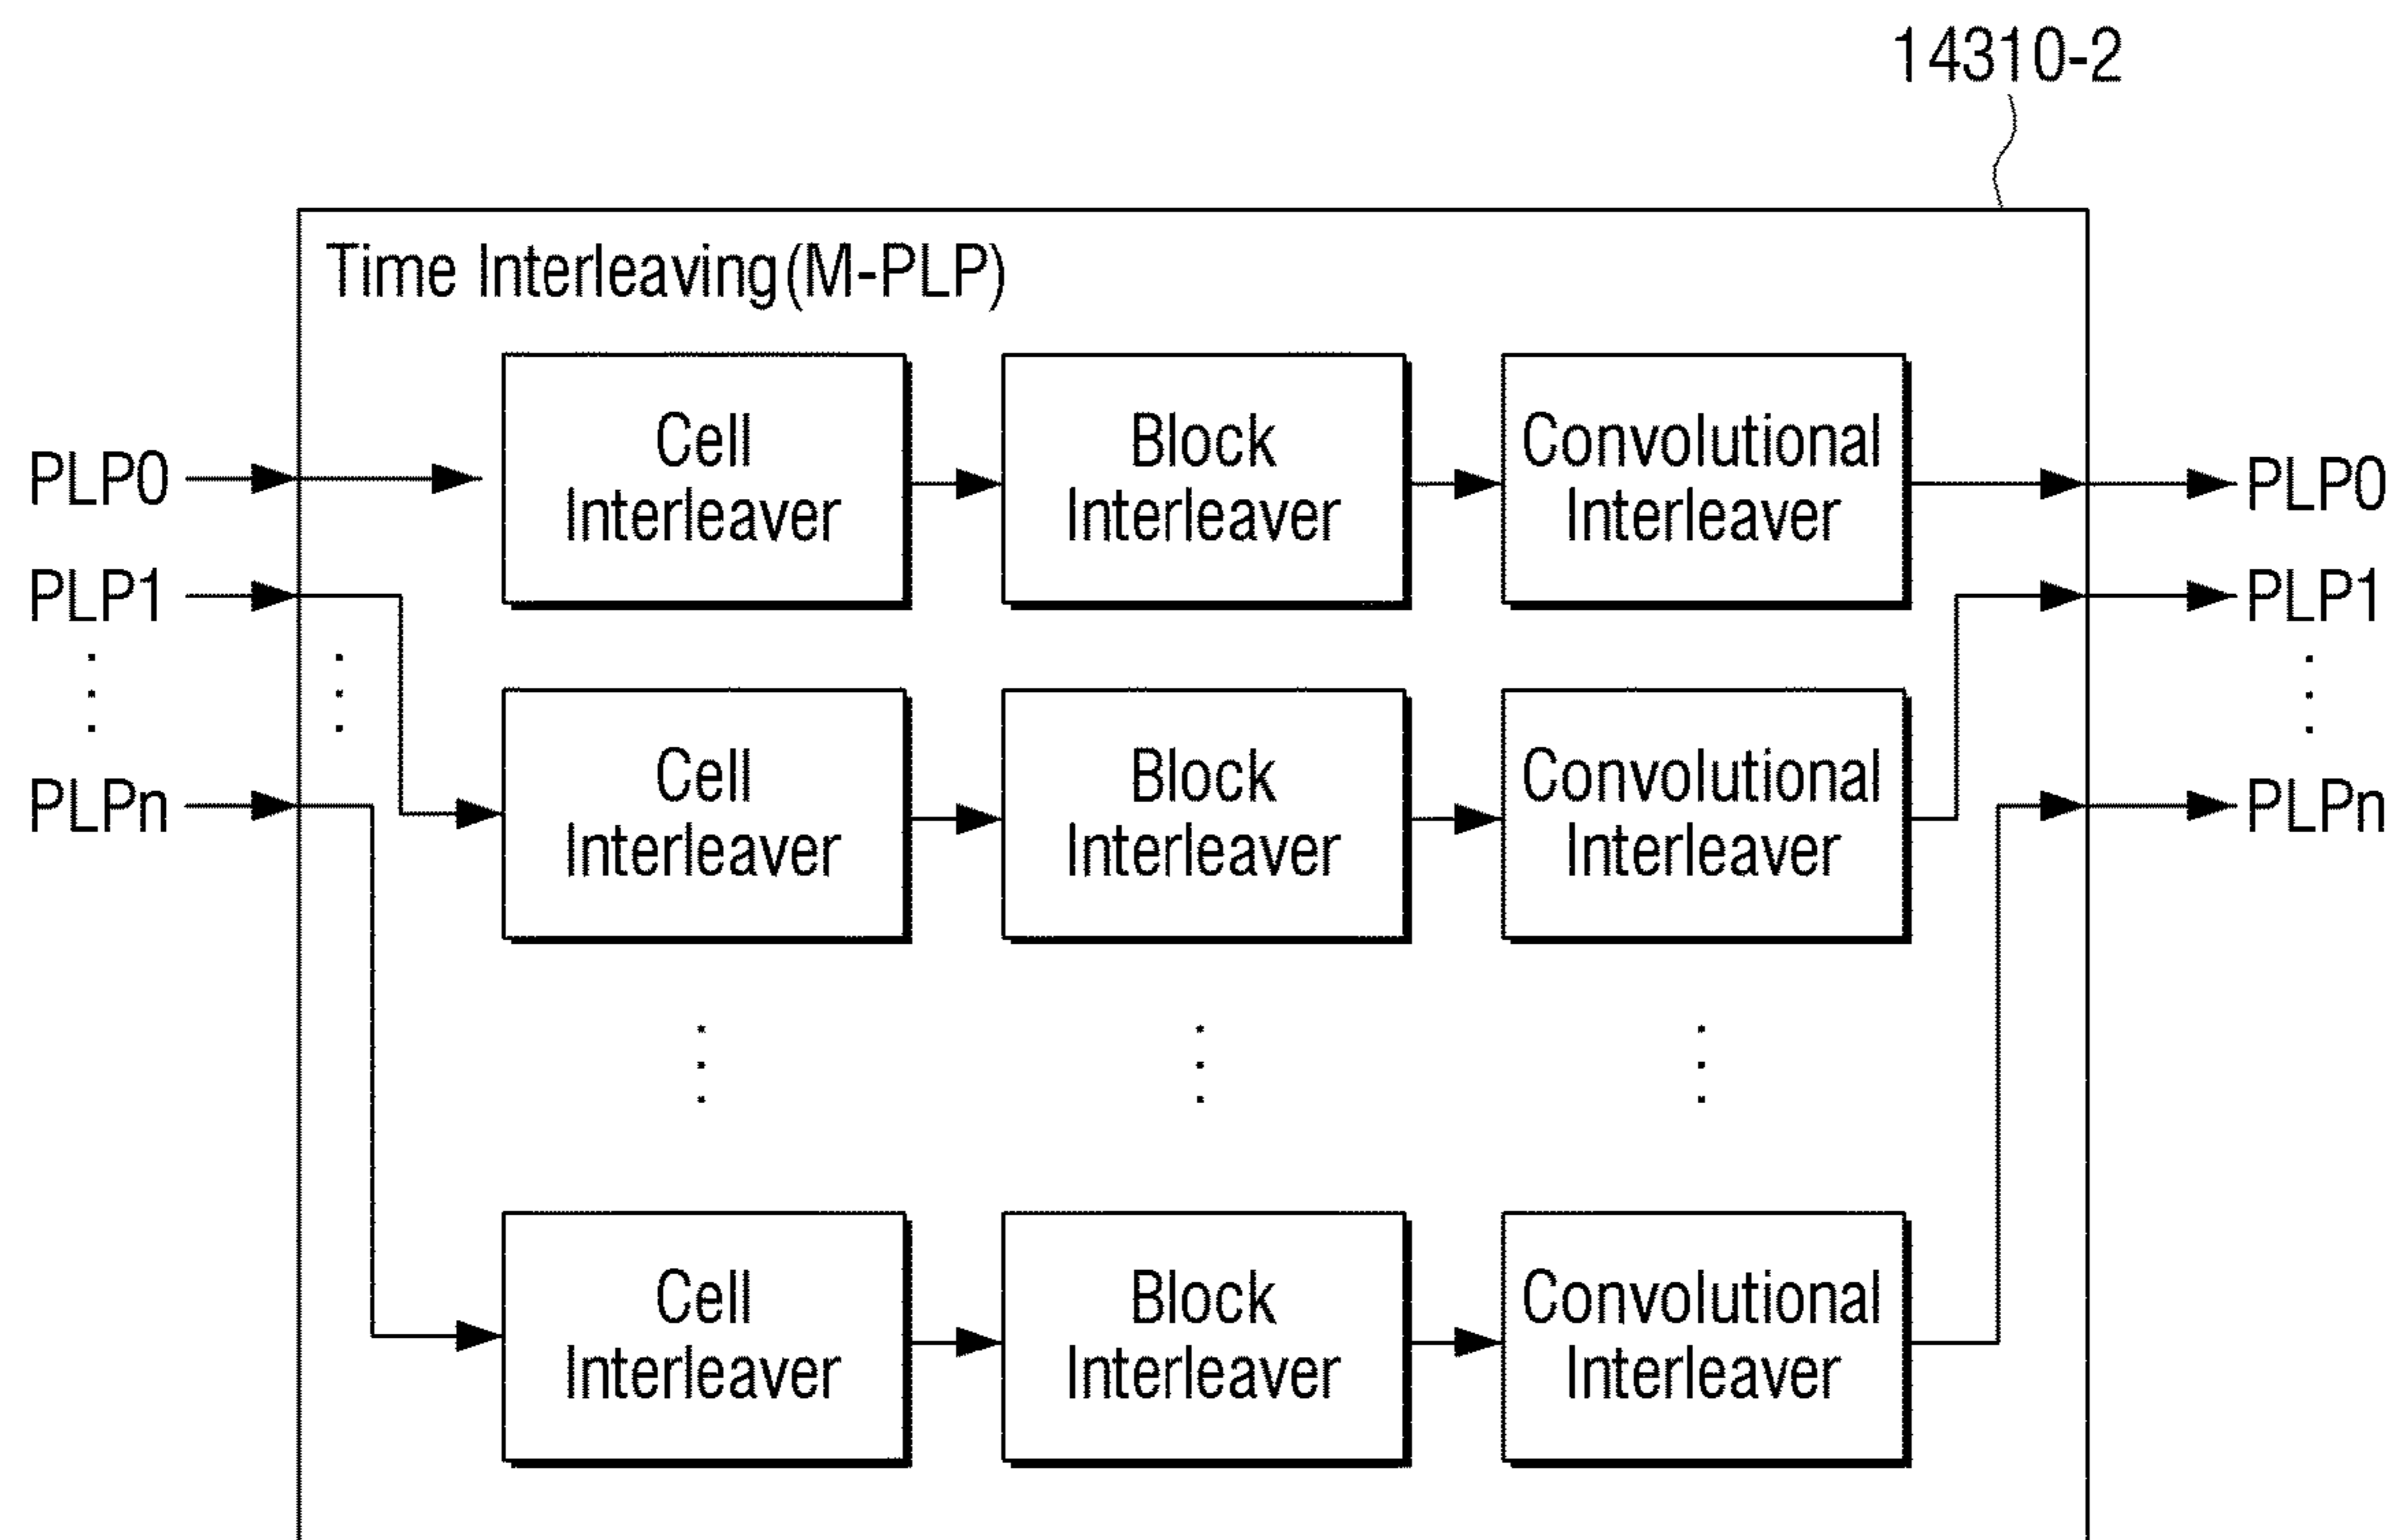 14310-2
Time Interleaving(M-PLP)
PLP0
Cell
Interleaver
Block
Interleaver
Convolutional
Interleaver
PLP0
PLP1
PLP1
Cell
Interleaver
Block
Interleaver
Convolutional
Interleaver
PLPn
PLPn
Cell
Interleaver
Block
Interleaver
Convolutional
Interleaver